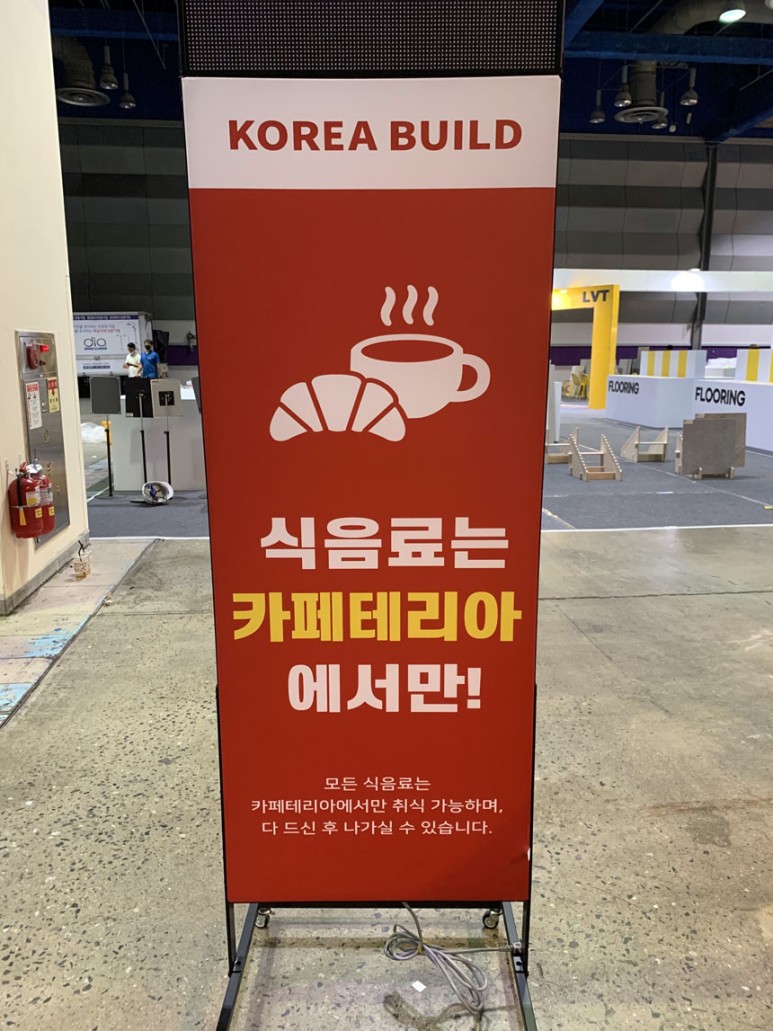 KOREA BUILD
식음료는
카페테리아
에서만!
모든 식음료는
카페테리아에서만 취식 가능하며,
다 드신 후 나가실 수 있습니다.
LVT
FLOORING
FLOORING
dia